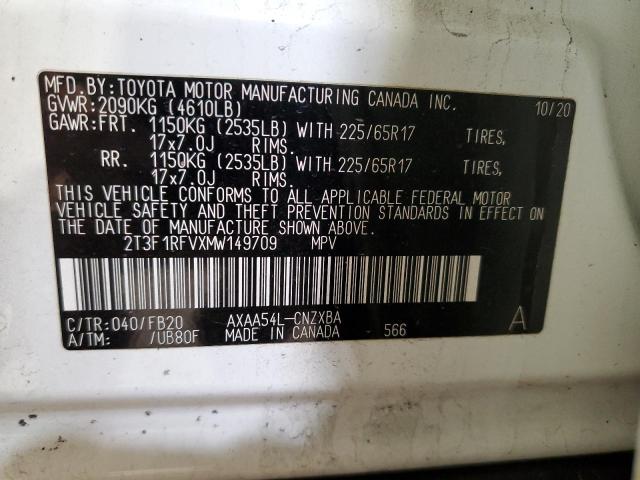 MFD. BY: TOYOTA MOTOR MANUFACTURING CANADA INC. 10/20
GVWR: 2090KG (4610LB)
GAWR: FRT. 1150KG (2535LB) WITH 225/65R17 TIRES,
17x7.0J RIMS.
RR. 1150KG (2535LB) WITH 225/65R17 TIRES,
17x7.0J RIMS.
THIS VEHICLE CONFORMS TO ALL APPLICABLE FEDERAL MOTOR
VEHICLE SAFETY AND THEFT PREVENTION STANDARDS IN EFFECT ON
THE DATE OF MANUFACTURE SHOWN ABOVE.
2T3F1RFVXMW149709 MPV
C/TR: 040/FB20 AXAA54L-CNZXBA A
A/TM: /UB80F MADE IN CANADA 566